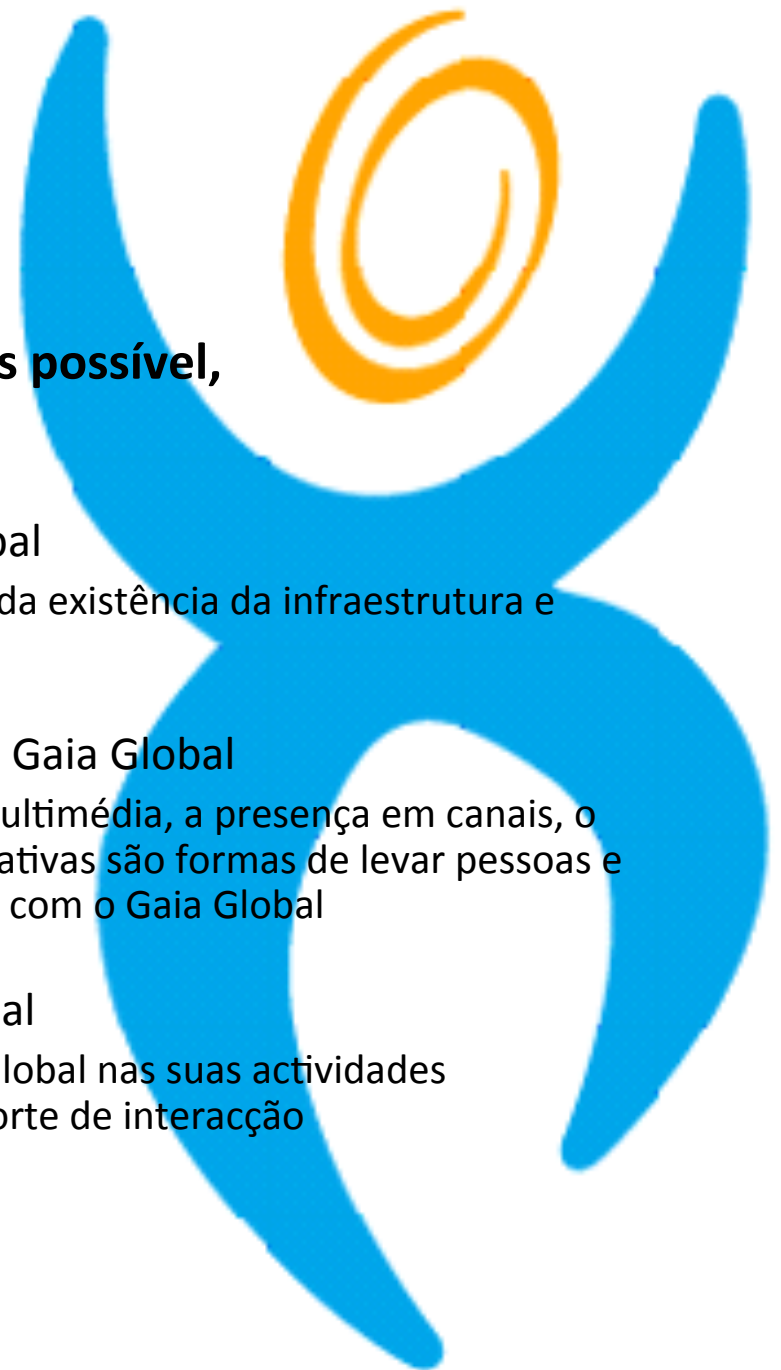 s possível,
bal
da existência da infraestrutura e
Gaia Global
ultimédia, a presença em canais, o
ativas são formas de levar pessoas e
com o Gaia Global
al
lobal nas suas actividades
orte de interacção